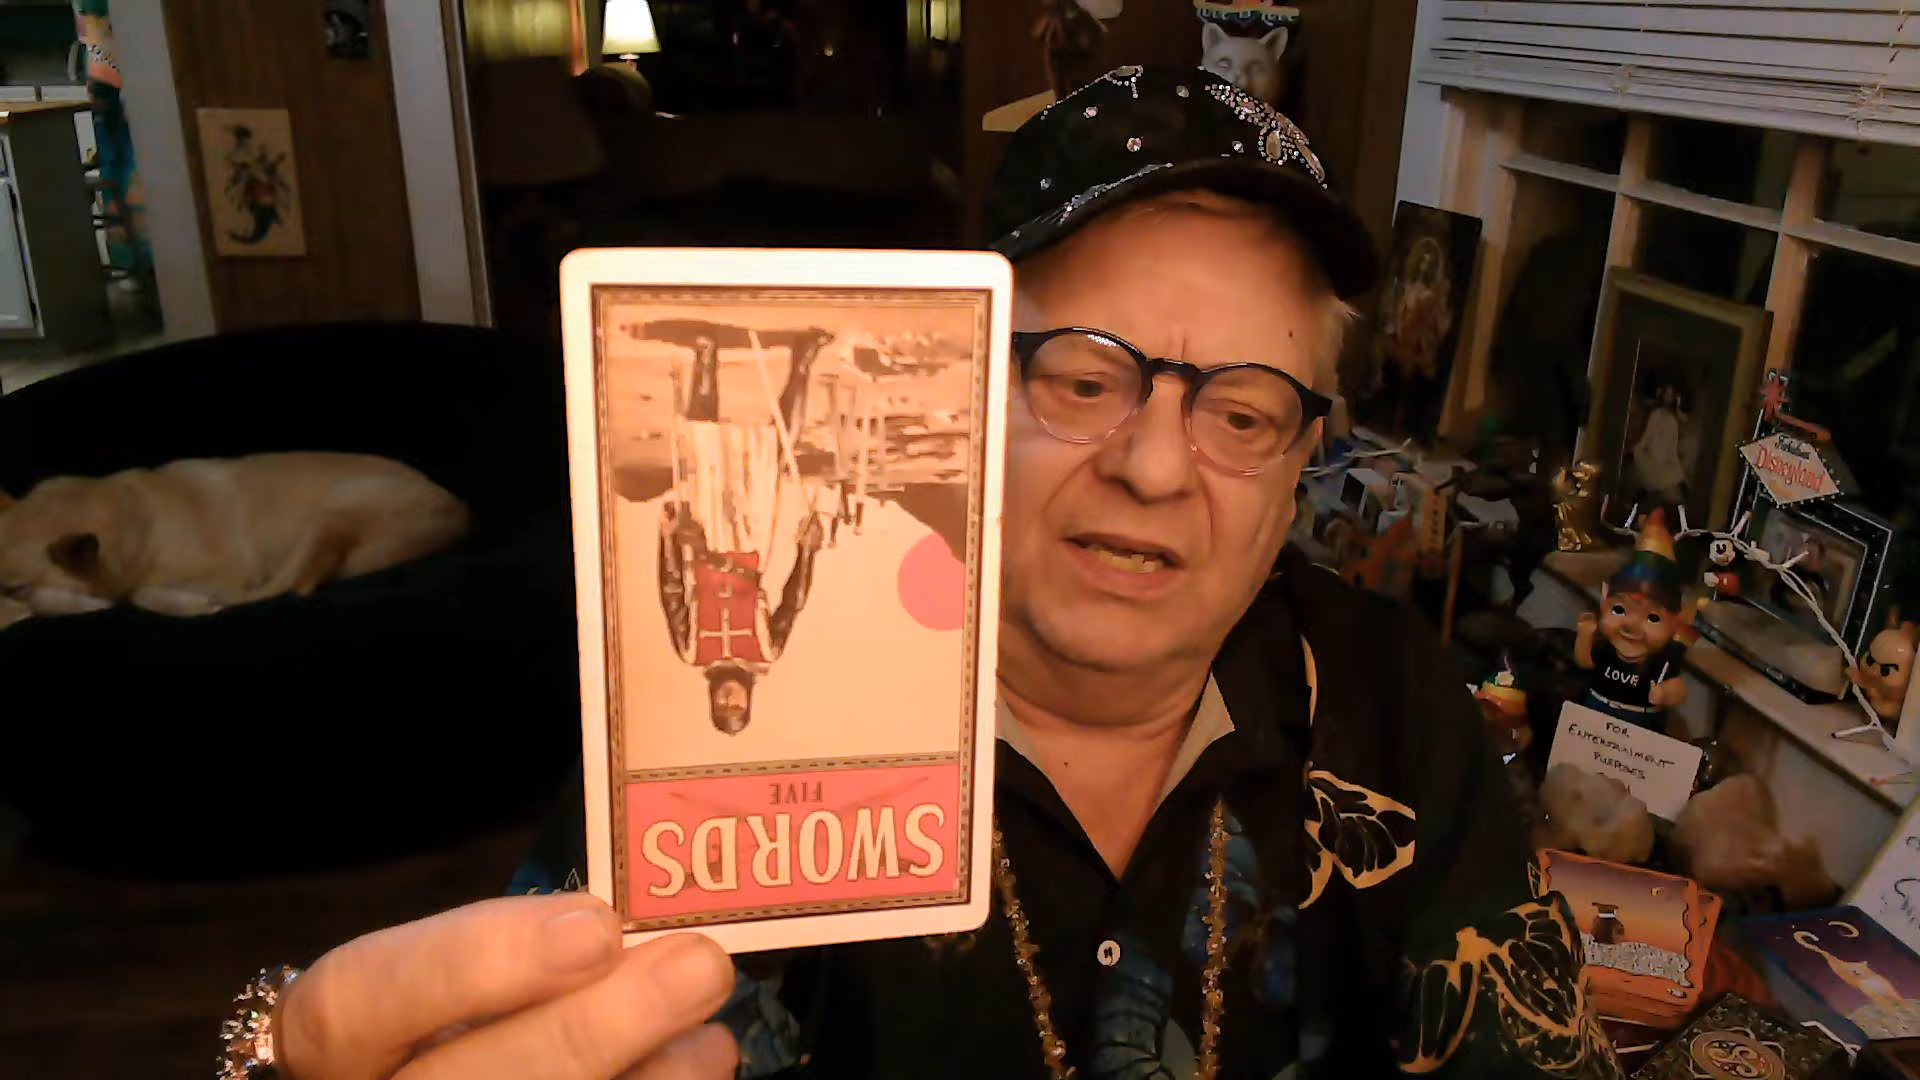 FIVE
SWORDS
Disneyland
LOVE
FOR
ENTERTAINMENT
PURPOSES